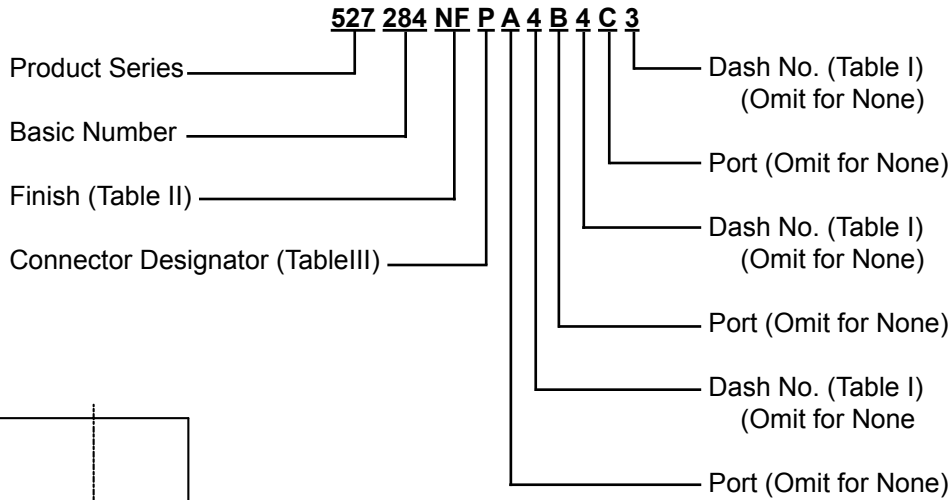 527 284 NF P A 4 B 4 C 3
Product Series
Basic Number
Finish (Table II)
Connector Designator (TableIII)
Dash No. (Table I)
(Omit for None)
Port (Omit for None)
Dash No. (Table I)
(Omit for None)
Port (Omit for None)
Dash No. (Table I)
(Omit for None
Port (Omit for None)